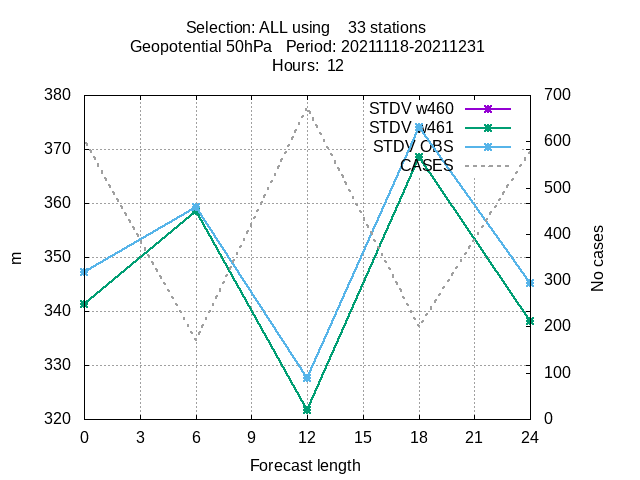 Selection: ALL using    33 stations
Geopotential 50hPa   Period: 20211118-20211231
Hours:  12
380 700
STDV w460
STDV w461
STDV OBS
CASES
370 600
360 500
350 400
340 300
330 200
320 100
0
m
No cases
0 3 6 9 12 15 18 21 24
Forecast length